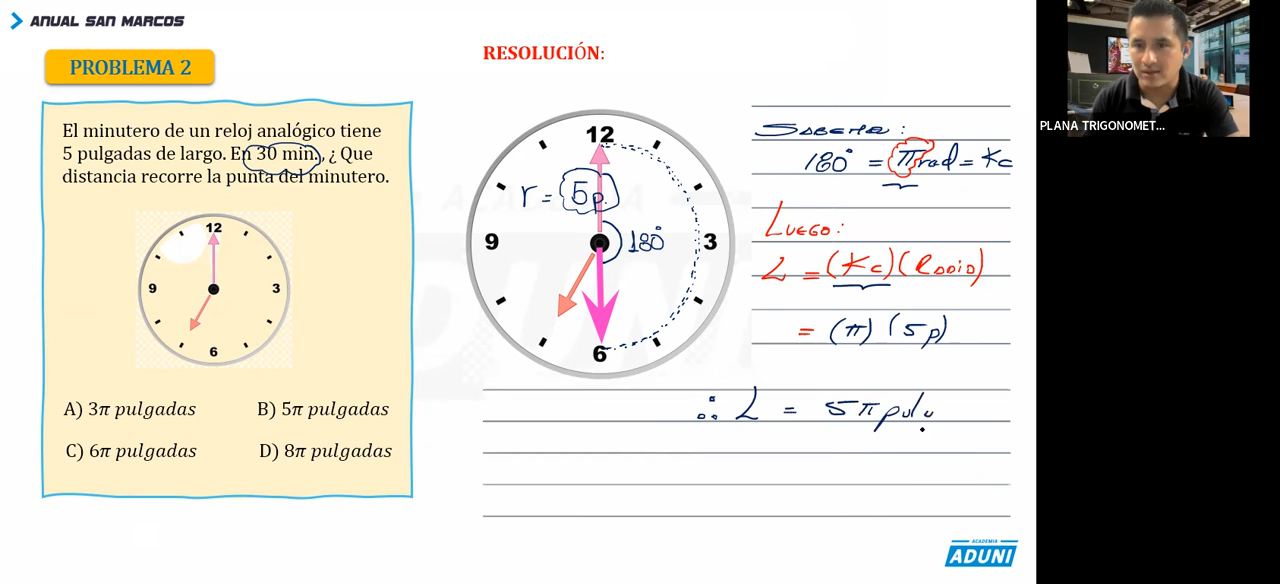 ANUAL SAN MARCOS
PROBLEMA 2
El minutero de un reloj analógico tiene
5 pulgadas de largo. En 30 min., ¿ Que
distancia recorre la punta del minutero.
12
9
3
6
A) 3π pulgadas
B) 5π pulgadas
C) 6π pulgadas
D) 8π pulgadas
RESOLUCIÓN:
12
r = 5p.
9
180°
3
6
SABEMOS:
180° = π rad = Kc
LUEGO:
L = (Kc)(RADIO)
= (π) (5p)
∴ L = 5π pulg
ACADEMIA
ADUNI
PLANA TRIGONOMET...